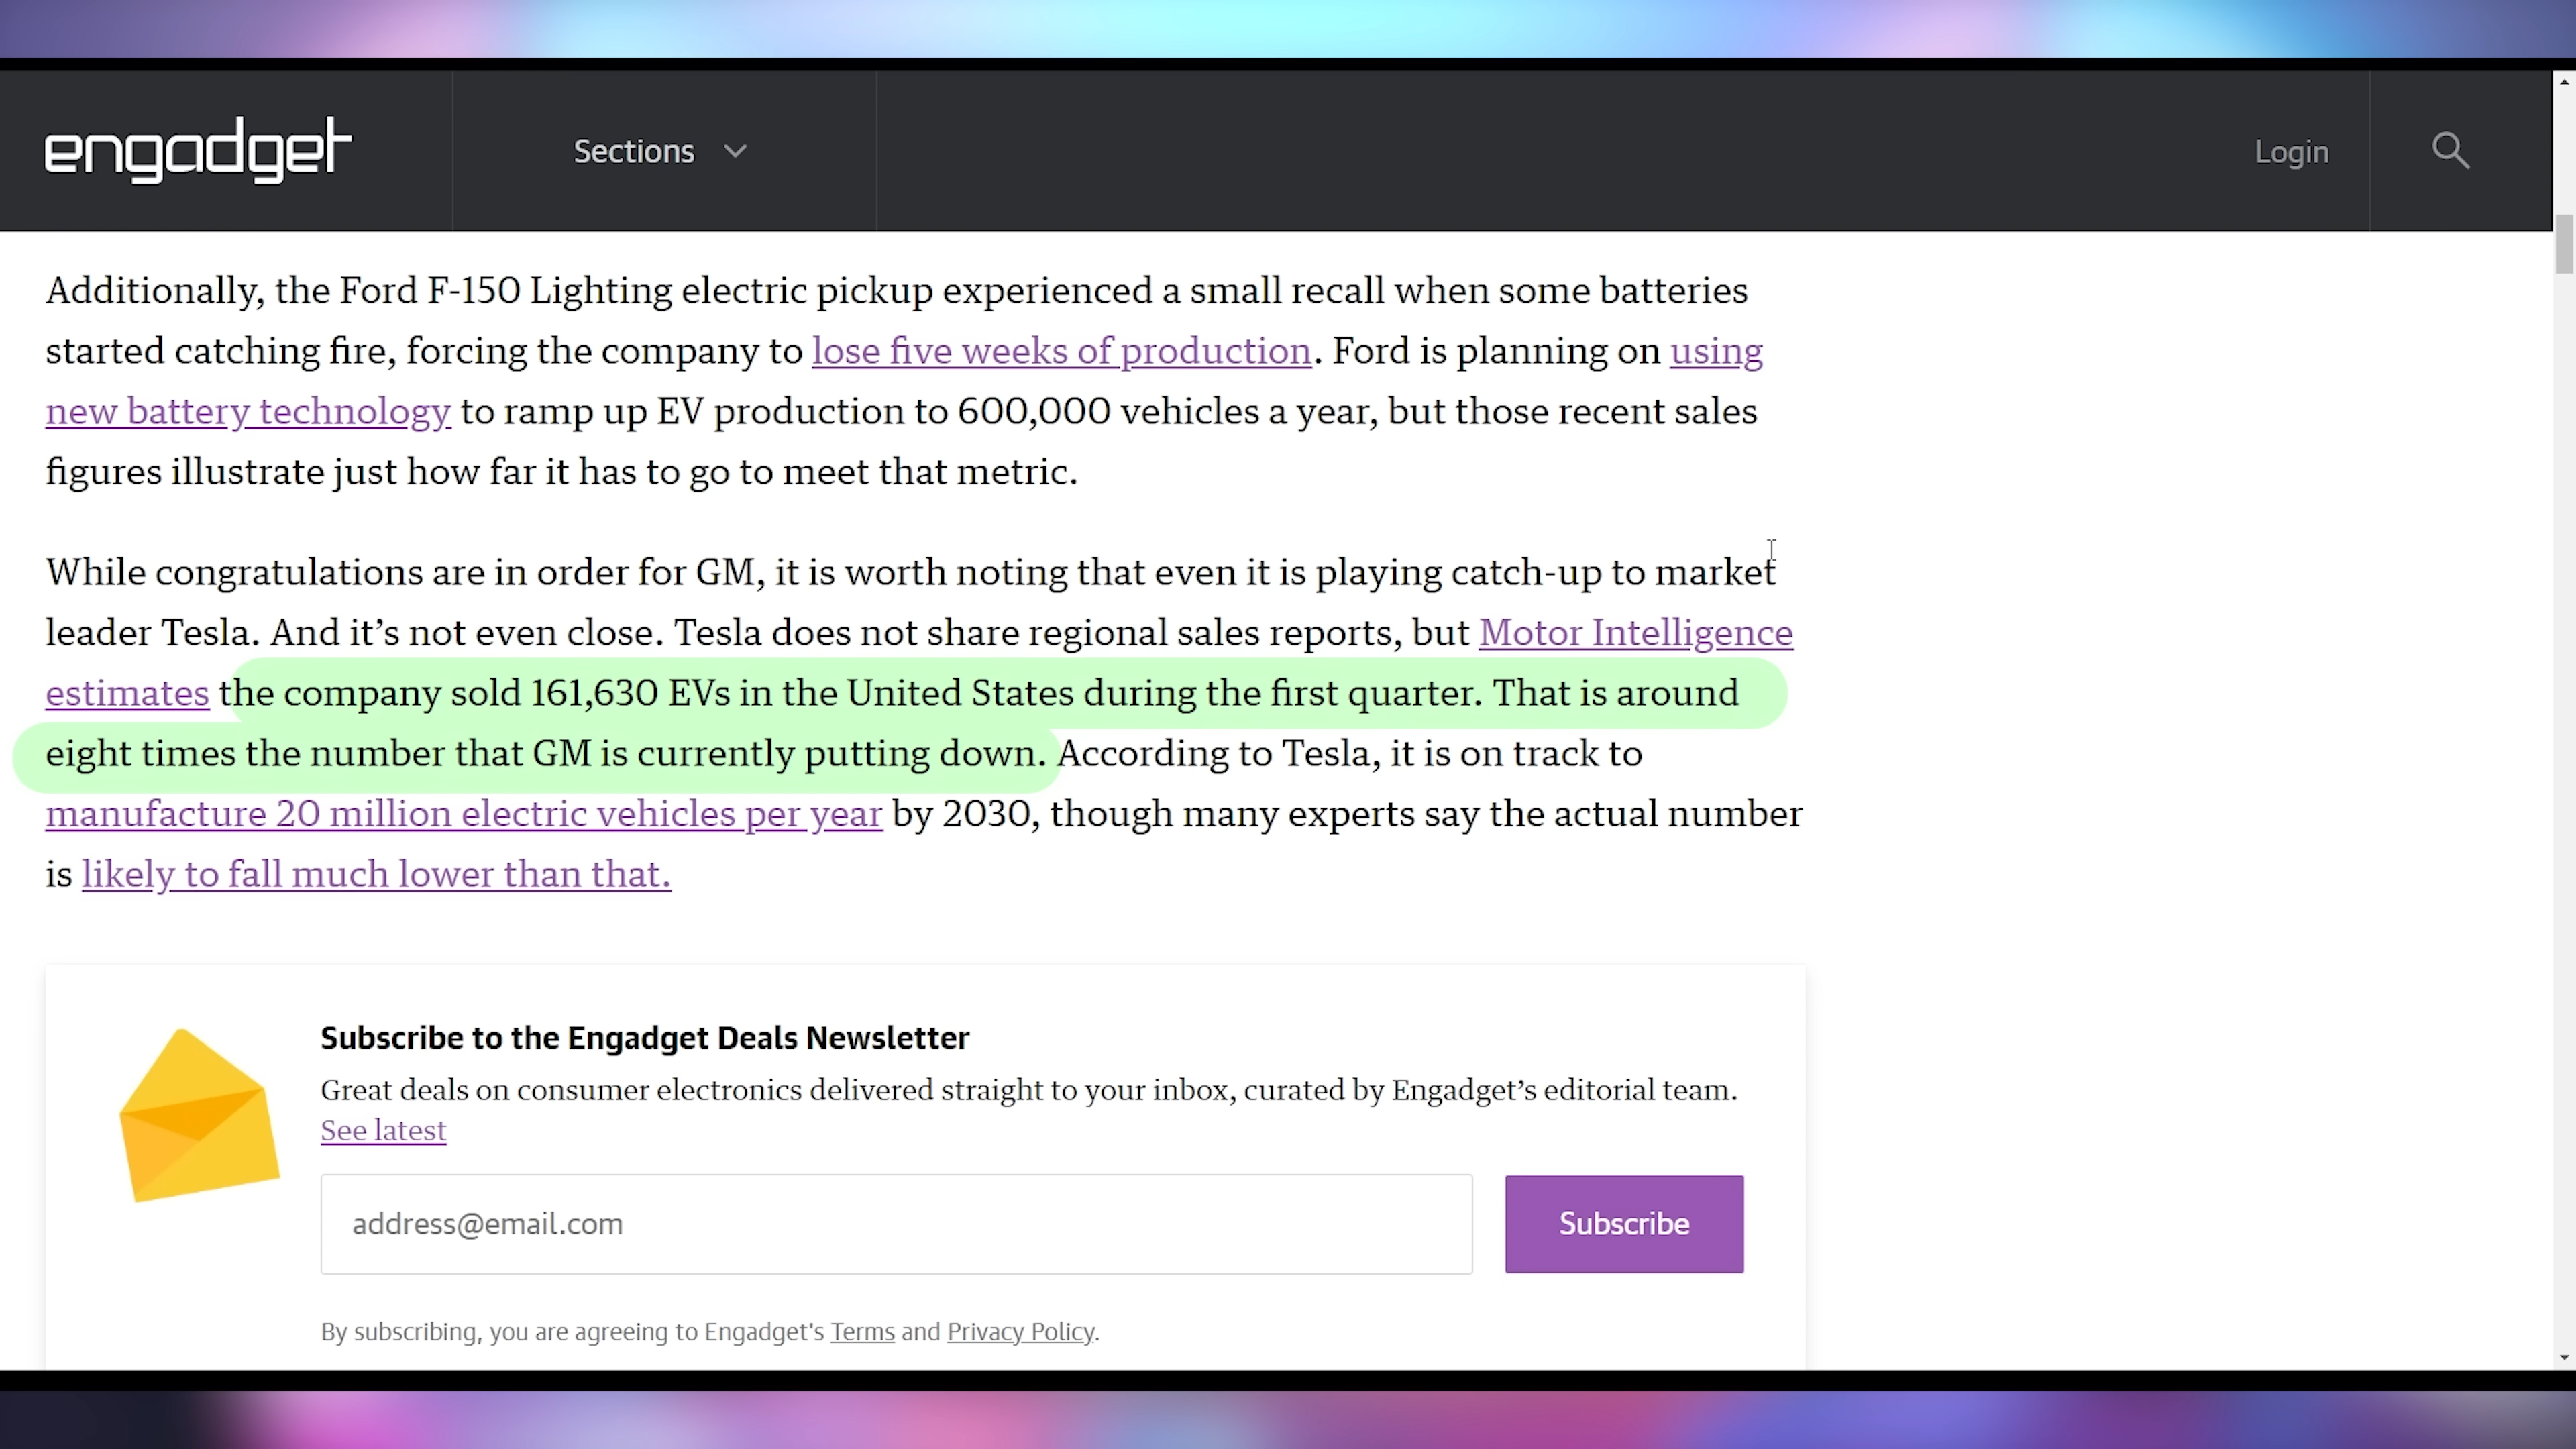 engadget
Sections
Login
Additionally, the Ford F-150 Lighting electric pickup experienced a small recall when some batteries
started catching fire, forcing the company to lose five weeks of production. Ford is planning on using
new battery technology to ramp up EV production to 600,000 vehicles a year, but those recent sales
figures illustrate just how far it has to go to meet that metric.
While congratulations are in order for GM, it is worth noting that even it is playing catch-up to market
leader Tesla. And it’s not even close. Tesla does not share regional sales reports, but Motor Intelligence
estimates the company sold 161,630 EVs in the United States during the first quarter. That is around
eight times the number that GM is currently putting down. According to Tesla, it is on track to
manufacture 20 million electric vehicles per year by 2030, though many experts say the actual number
is likely to fall much lower than that.
Subscribe to the Engadget Deals Newsletter
Great deals on consumer electronics delivered straight to your inbox, curated by Engadget’s editorial team.
See latest
address@email.com
Subscribe
By subscribing, you are agreeing to Engadget's Terms and Privacy Policy.